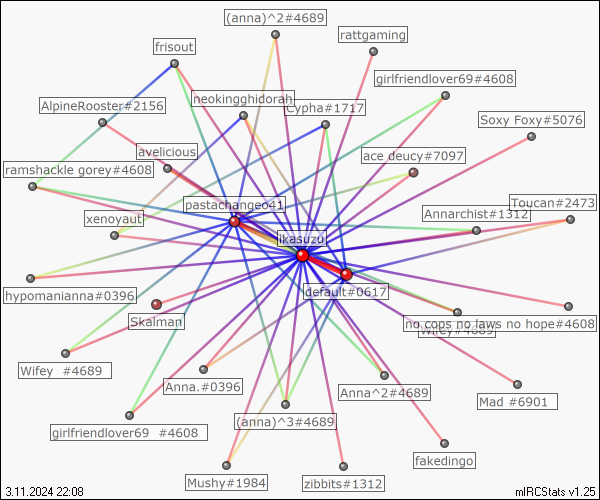 (anna)^2#4689
rattgaming
frisout
girlfriendlover69#4608
neokingghidorah
AlpineRooster#2156
Cypha#1717
Soxy Foxy#5076
avelicious
ace deucy#7097
ramshackle gorey#4608
pastachangeo41
Toucan#2473
Annarchist#1312
xenoyaut
ikasuzu
default#0617
hypomanianna#0396
Skalman
no cops no laws no hope#4608
Wifey #4689
Wifey #4689
Anna.#0396
Anna^2#4689
Mad #6901
(anna)^3#4689
girlfriendlover69 #4608
fakedingo
Mushy#1984
zibbits#1312
3.11.2024 22:08
mIRCStats v1.25